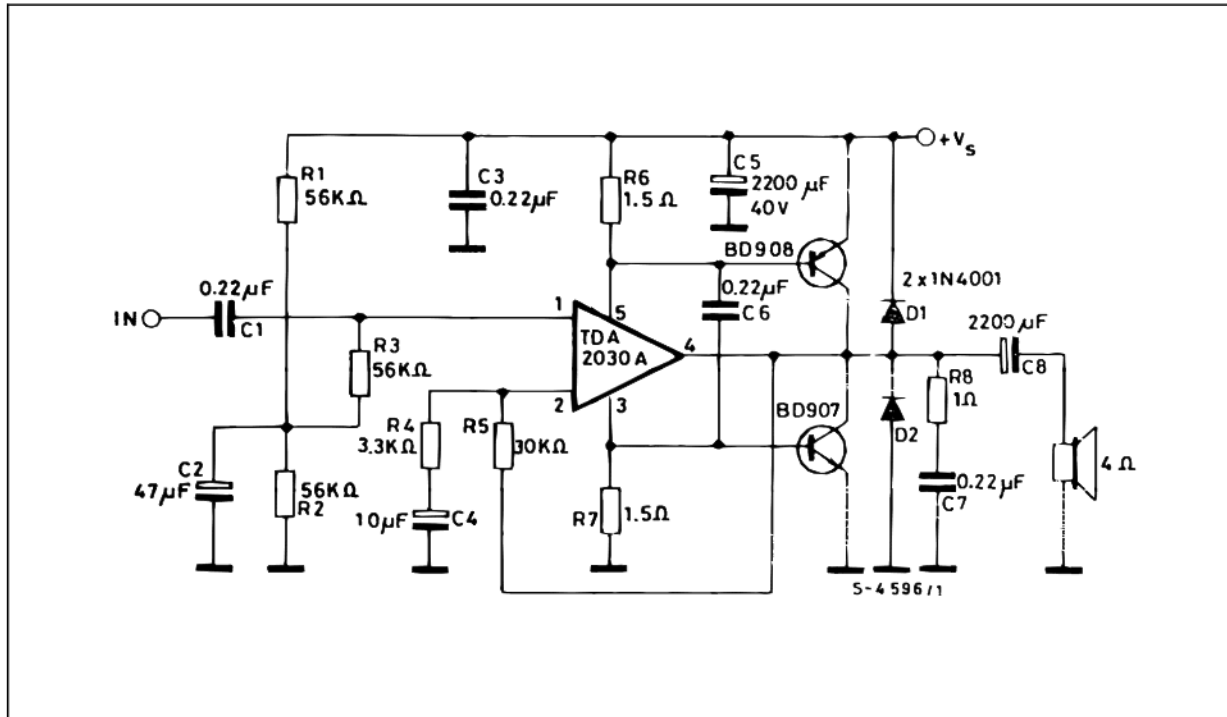 +Vs
R1
56KΩ
C3
0.22µF
R6
1.5Ω
C5
2200µF
40V
BD908
2x1N4001
D1
0.22µF
IN
C1
1
5
0.22µF
C6
2200µF
C8
R3
56KΩ
TDA
2030A
4
R8
1Ω
2
3
BD907
D2
R4
3.3KΩ
R5
30KΩ
4Ω
C2
47µF
56KΩ
R2
10µF
C4
R7
1.5Ω
0.22µF
C7
S-4596/1